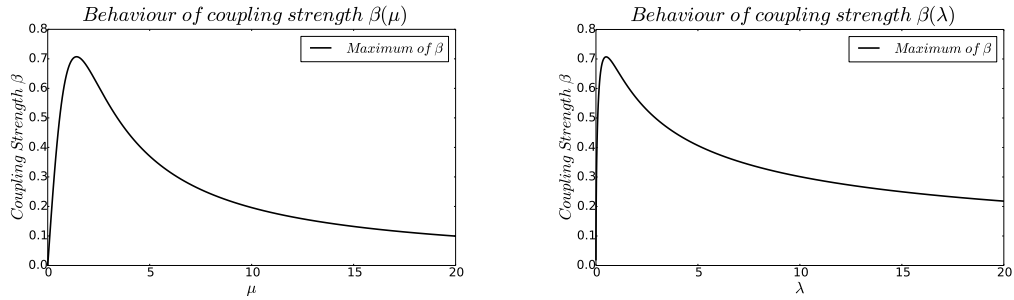 Behaviour of coupling strength β(μ)
Maximum of β
Coupling Strength β
0.8
0.7
0.6
0.5
0.4
0.3
0.2
0.1
0.0
0 5 10 15 20
μ
Behaviour of coupling strength β(λ)
Maximum of β
Coupling Strength β
0.8
0.7
0.6
0.5
0.4
0.3
0.2
0.1
0.0
0 5 10 15 20
λ